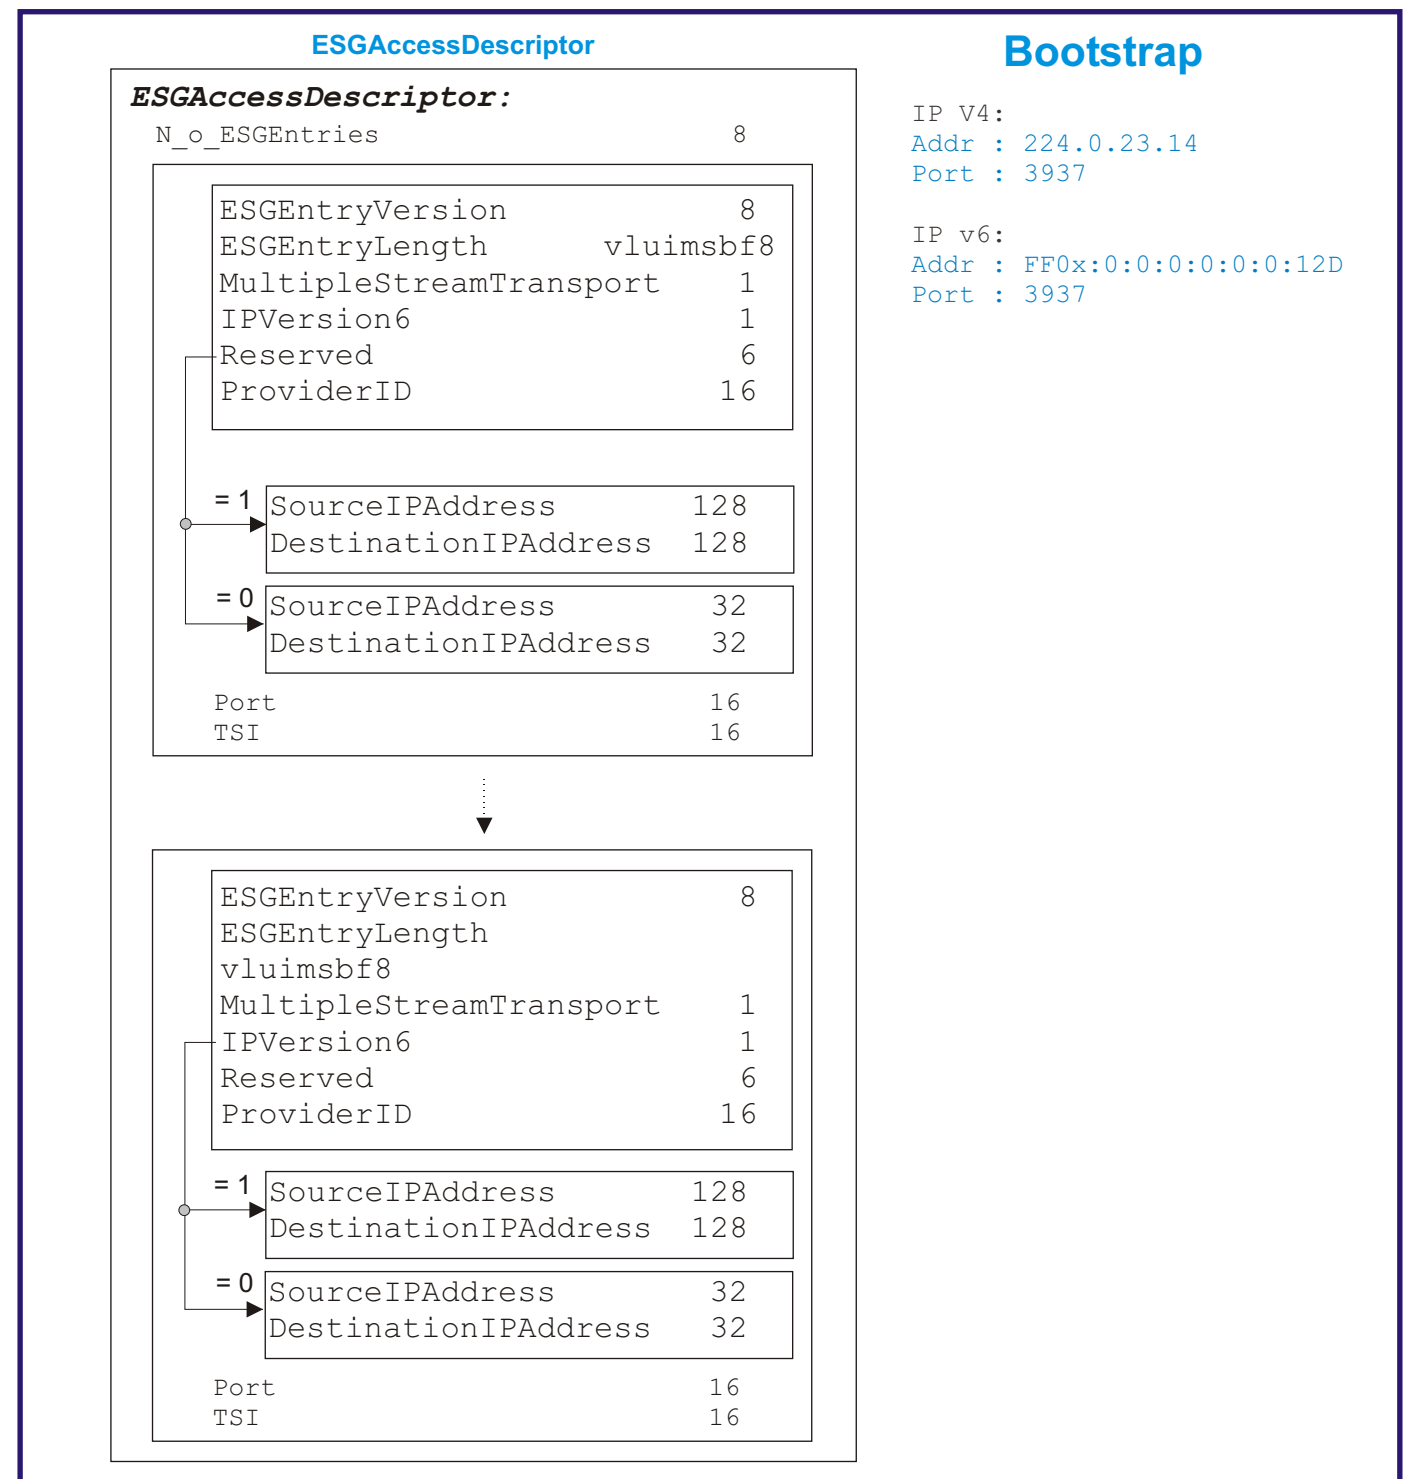 ESGAccessDescriptor
ESGAccessDescriptor:
N_o_ESGEntries 8
ESGEntryVersion 8
ESGEntryLength vluimsbf8
MultipleStreamTransport 1
IPVersion6 1
Reserved 6
ProviderID 16
= 1
SourceIPAddress 128
DestinationIPAddress 128
= 0
SourceIPAddress 32
DestinationIPAddress 32
Port 16
TSI 16
ESGEntryVersion 8
ESGEntryLength
vluimsbf8
MultipleStreamTransport 1
IPVersion6 1
Reserved 6
ProviderID 16
= 1
SourceIPAddress 128
DestinationIPAddress 128
= 0
SourceIPAddress 32
DestinationIPAddress 32
Port 16
TSI 16
Bootstrap
IP V4:
Addr : 224.0.23.14
Port : 3937
IP v6:
Addr : FF0x:0:0:0:0:0:0:12D
Port : 3937